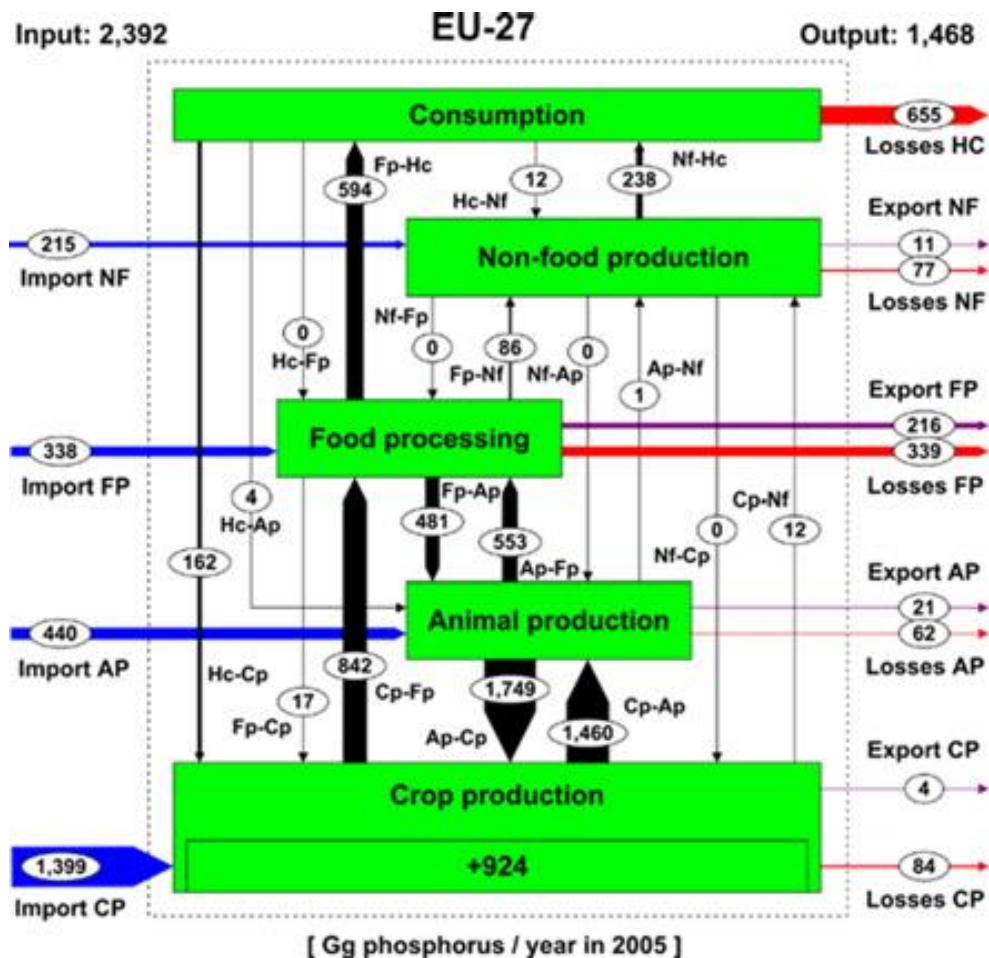 EU-27
Input: 2,392
Output: 1,468
Consumption
655
Losses HC
Fp-Hc
594
12
Hc-Nf
Nf-Hc
238
215
Import NF
Non-food production
Export NF
11
77
Losses NF
0
Hc-Fp
Nf-Fp
0
86
Fp-Nf
Nf-Ap
0
Ap-Nf
1
Export FP
216
339
Losses FP
338
Import FP
Food processing
4
Hc-Ap
Fp-Ap
481
553
Ap-Fp
Cp-Nf
0
12
Nf-Cp
162
440
Import AP
Animal production
Export AP
21
62
Losses AP
Hc-Cp
17
Fp-Cp
842
Cp-Fp
1,749
Ap-Cp
Cp-Ap
1,460
Crop production
Export CP
4
1,399
Import CP
+924
84
Losses CP
[ Gg phosphorus / year in 2005 ]